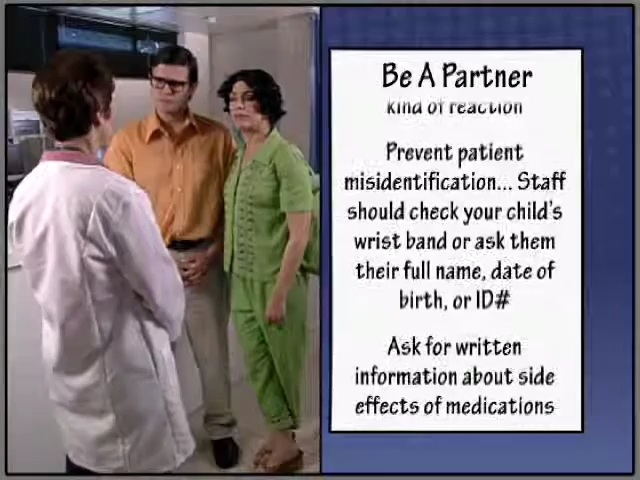 Be A Partner
kind of reaction
Prevent patient
misidentification... Staff
should check your child's
wrist band or ask them
their full name, date of
birth, or ID#
Ask for written
information about side
effects of medications